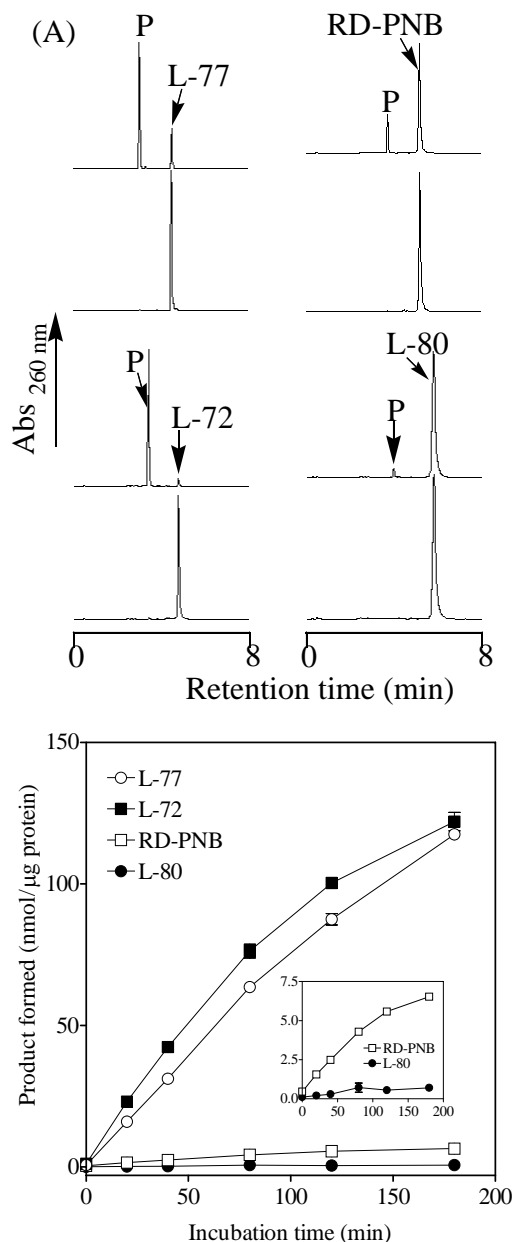 (A)
P
L-77
RD-PNB
P
Abs 260 nm
P
L-72
L-80
P
0 8 0 8
Retention time (min)
150
100
50
0
L-77
L-72
RD-PNB
L-80
Product formed (nmol/μg protein)
7.5
5.0
2.5
0.0
RD-PNB
L-80
0 50 100 150 200
0 50 100 150 200
Incubation time (min)